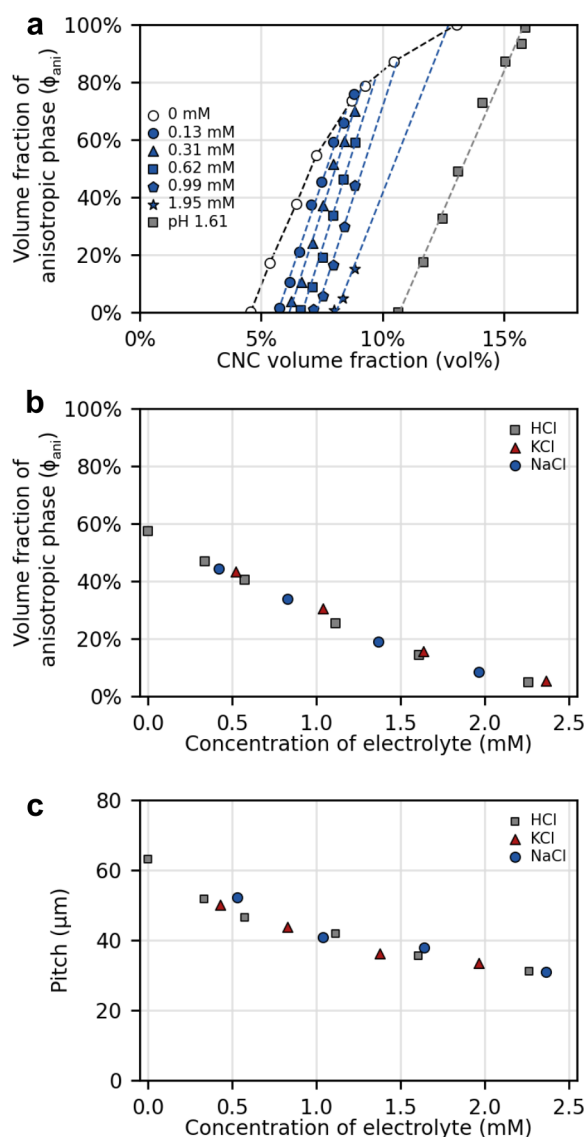 a
Volume fraction of
anisotropic phase (ϕani)
100%
80%
60%
40%
20%
0%
0 mM
0.13 mM
0.31 mM
0.62 mM
0.99 mM
1.95 mM
pH 1.61
0%
5%
10%
15%
CNC volume fraction (vol%)
b
Volume fraction of
anisotropic phase (ϕani)
100%
80%
60%
40%
20%
0%
HCl
KCl
NaCl
0.0
0.5
1.0
1.5
2.0
2.5
Concentration of electrolyte (mM)
c
Pitch (μm)
80
60
40
20
0
HCl
KCl
NaCl
0.0
0.5
1.0
1.5
2.0
2.5
Concentration of electrolyte (mM)